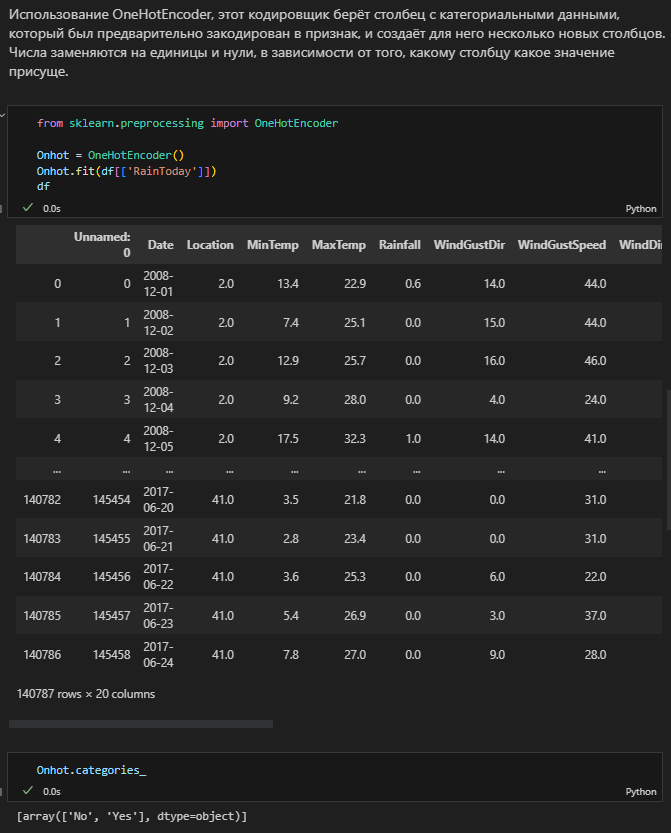 Использование OneHotEncoder, этот кодировщик берёт столбец с категориальными данными,
который был предварительно закодирован в признак, и создаёт для него несколько новых столбцов.
Числа заменяются на единицы и нули, в зависимости от того, какому столбцу какое значение
присуще.
from sklearn.preprocessing import OneHotEncoder
Onhot = OneHotEncoder()
Onhot.fit(df[['RainToday']])
df
0.0s Python
Unnamed: 0 Date Location MinTemp MaxTemp Rainfall WindGustDir WindGustSpeed WindDi
0 0 2008-12-01 2.0 13.4 22.9 0.6 14.0 44.0
1 1 2008-12-02 2.0 7.4 25.1 0.0 15.0 44.0
2 2 2008-12-03 2.0 12.9 25.7 0.0 16.0 46.0
3 3 2008-12-04 2.0 9.2 28.0 0.0 4.0 24.0
4 4 2008-12-05 2.0 17.5 32.3 1.0 14.0 41.0
... ... ... ... ... ... ... ... ...
140782 145454 2017-06-20 41.0 3.5 21.8 0.0 0.0 31.0
140783 145455 2017-06-21 41.0 2.8 23.4 0.0 0.0 31.0
140784 145456 2017-06-22 41.0 3.6 25.3 0.0 6.0 22.0
140785 145457 2017-06-23 41.0 5.4 26.9 0.0 3.0 37.0
140786 145458 2017-06-24 41.0 7.8 27.0 0.0 9.0 28.0
140787 rows × 20 columns
Onhot.categories_
0.0s Python
[array(['No', 'Yes'], dtype=object)]